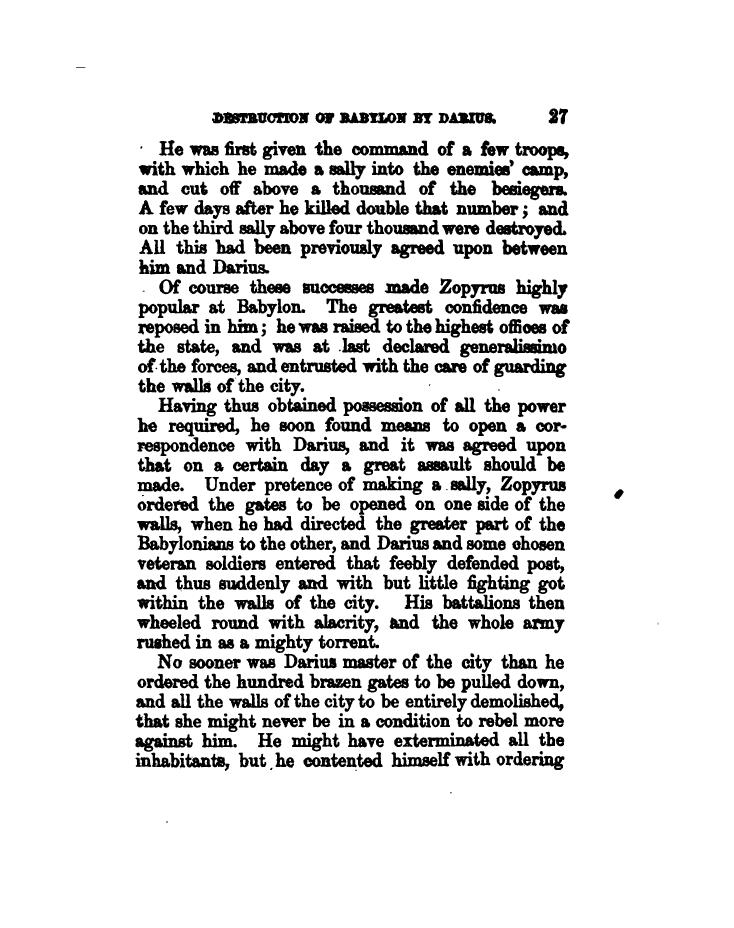 DESTRUCTION OF BABYLON BY DARIUS. 27
He was first given the command of a few troops,
with which he made a sally into the enemies' camp,
and cut off above a thousand of the besiegers.
A few days after he killed double that number; and
on the third sally above four thousand were destroyed.
All this had been previously agreed upon between
him and Darius.
Of course these successes made Zopyrus highly
popular at Babylon. The greatest confidence was
reposed in him; he was raised to the highest offices of
the state, and was at last declared generalissimo
of the forces, and entrusted with the care of guarding
the walls of the city.
Having thus obtained possession of all the power
he required, he soon found means to open a cor-
respondence with Darius, and it was agreed upon
that on a certain day a great assault should be
made. Under pretence of making a sally, Zopyrus
ordered the gates to be opened on one side of the
walls, when he had directed the greater part of the
Babylonians to the other, and Darius and some chosen
veteran soldiers entered that feebly defended post,
and thus suddenly and with but little fighting got
within the walls of the city. His battalions then
wheeled round with alacrity, and the whole army
rushed in as a mighty torrent.
No sooner was Darius master of the city than he
ordered the hundred brazen gates to be pulled down,
and all the walls of the city to be entirely demolished,
that she might never be in a condition to rebel more
against him. He might have exterminated all the
inhabitants, but he contented himself with ordering